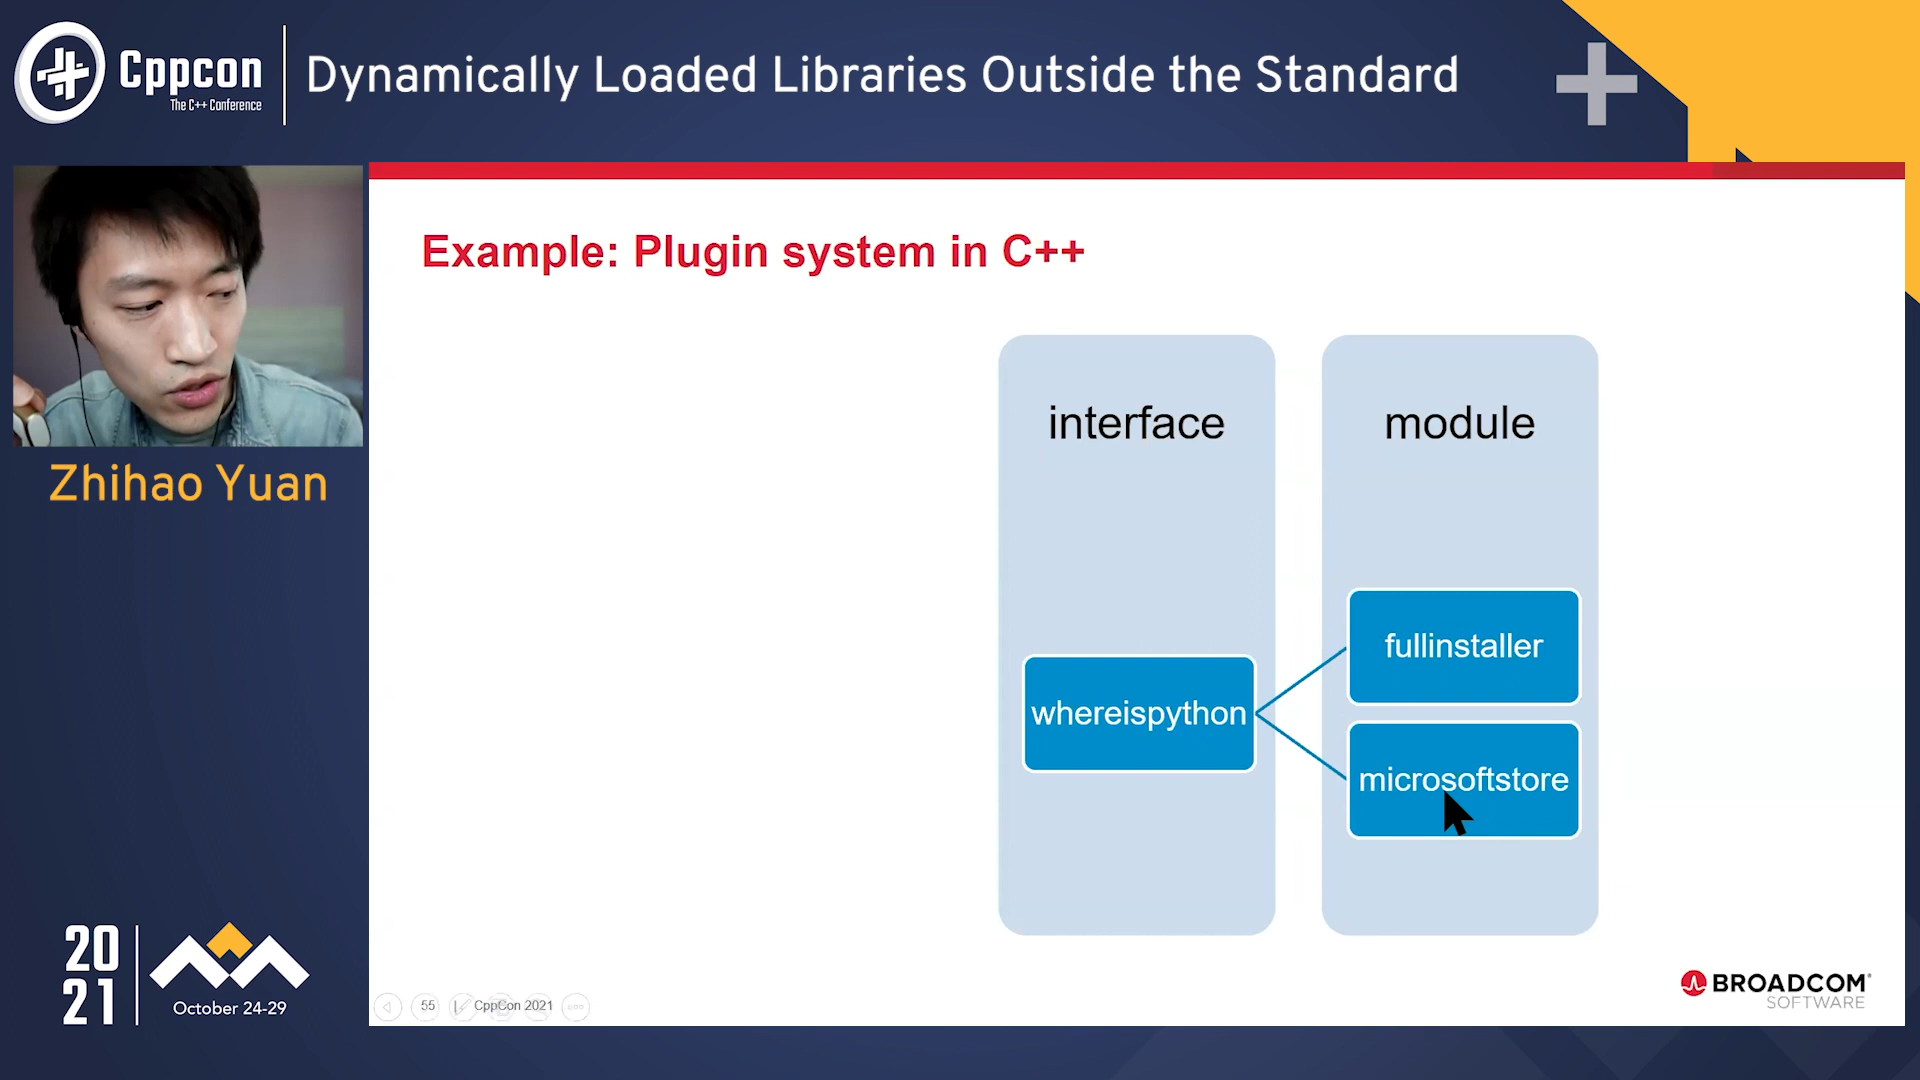 Cppcon
The C++ Conference
Dynamically Loaded Libraries Outside the Standard
Zhihao Yuan
Example: Plugin system in C++
interface
module
fullinstaller
whereispython
microsoftstore
BROADCOM
SOFTWARE
55
CppCon 2021
20
21
October 24-29